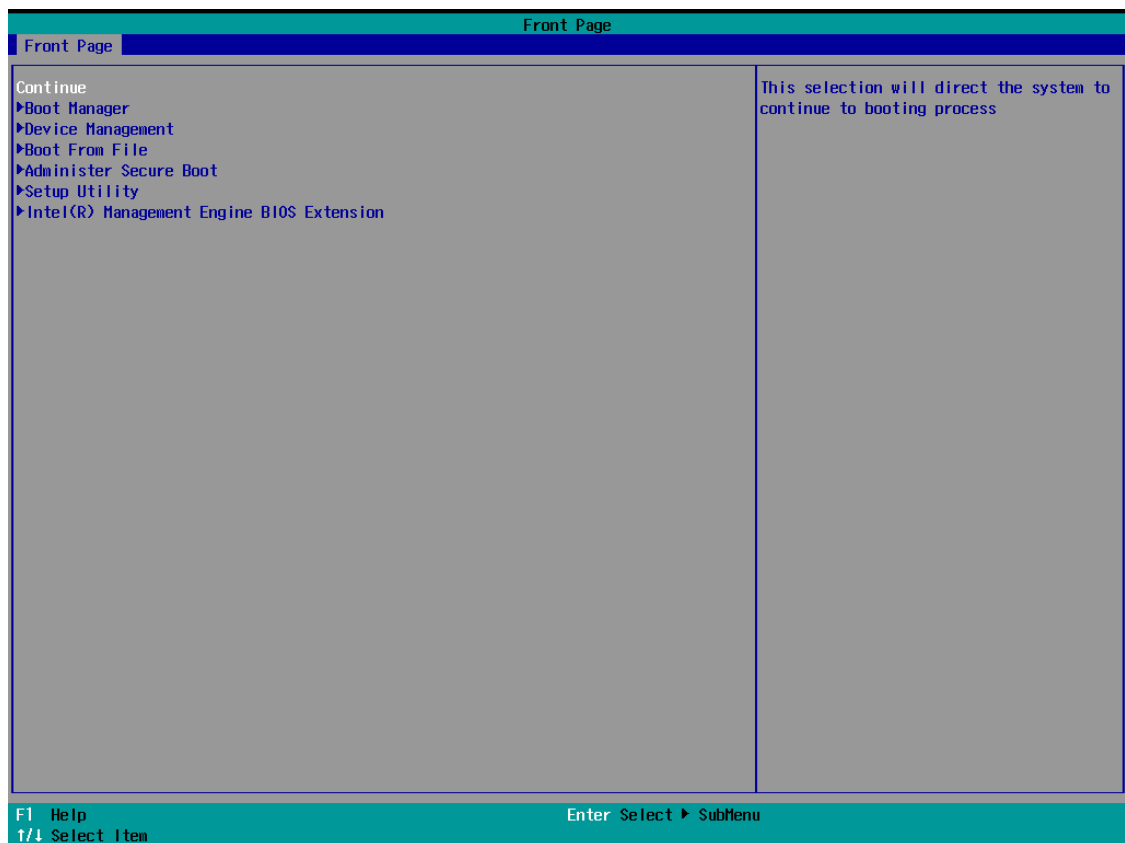 Front Page
Front Page
Continue
▶Boot Manager
▶Device Management
▶Boot From File
▶Administer Secure Boot
▶Setup Utility
▶Intel(R) Management Engine BIOS Extension
This selection will direct the system to
continue to booting process
F1 Help
↑/↓ Select Item
Enter Select ▶ SubMenu